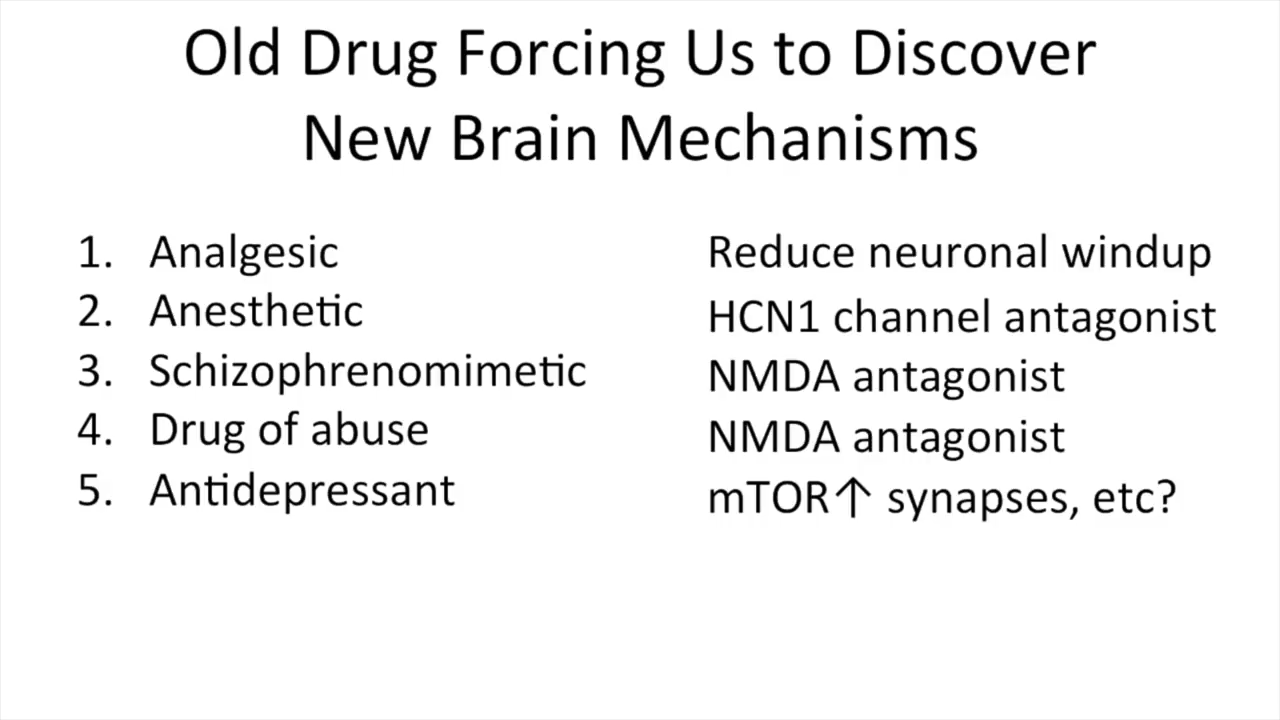 Old Drug Forcing Us to Discover
New Brain Mechanisms
1. Analgesic Reduce neuronal windup
2. Anesthetic HCN1 channel antagonist
3. Schizophrenomimetic NMDA antagonist
4. Drug of abuse NMDA antagonist
5. Antidepressant mTOR↑ synapses, etc?